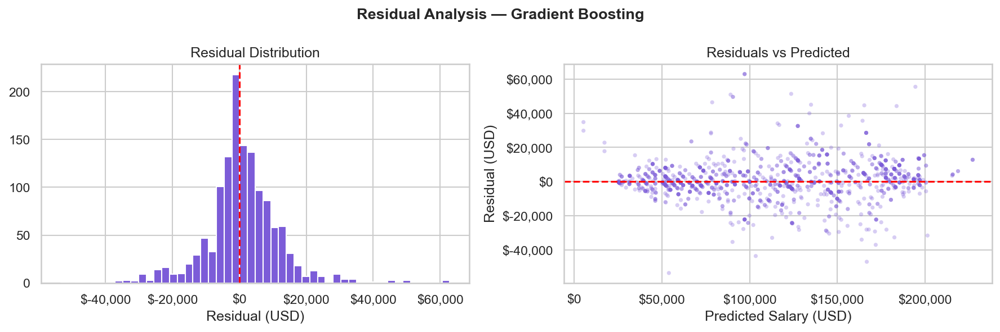 Residual Analysis — Gradient Boosting
Residual Distribution
200
150
100
50
0
$-40,000 $-20,000 $0 $20,000 $40,000 $60,000
Residual (USD)
Residuals vs Predicted
Residual (USD)
$60,000
$40,000
$20,000
$0
$-20,000
$-40,000
$0 $50,000 $100,000 $150,000 $200,000
Predicted Salary (USD)